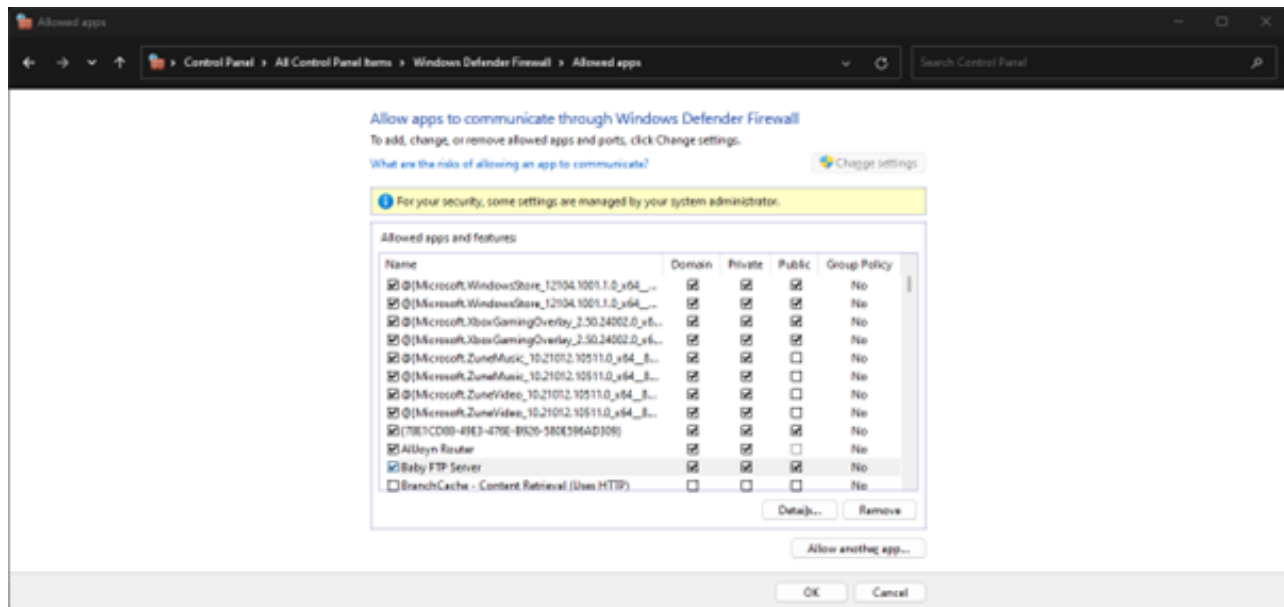 Allowed apps
Control Panel > All Control Panel Items > Windows Defender Firewall > Allowed apps
Search Control Panel
Allow apps to communicate through Windows Defender Firewall
To add, change, or remove allowed apps and ports, click Change settings.
What are the risks of allowing an app to communicate?
Change settings
For your security, some settings are managed by your system administrator.
Allowed apps and features:
Name Domain Private Public Group Policy
@{Microsoft.WindowsStore_12104.1001.1.0_x64__... No
@{Microsoft.WindowsStore_12104.1001.1.0_x64__... No
@{Microsoft.XboxGamingOverlay_2.50.24002.0_x6... No
@{Microsoft.XboxGamingOverlay_2.50.24002.0_x6... No
@{Microsoft.ZuneMusic_10.21012.10511.0_x64__8... No
@{Microsoft.ZuneMusic_10.21012.10511.0_x64__8... No
@{Microsoft.ZuneVideo_10.21012.10511.0_x64__8... No
@{Microsoft.ZuneVideo_10.21012.10511.0_x64__8... No
No
AllJoyn Router No
Baby FTP Server No
BranchCache - Content Retrieval (Uses HTTP) No
Details... Remove
Allow another app...
OK Cancel